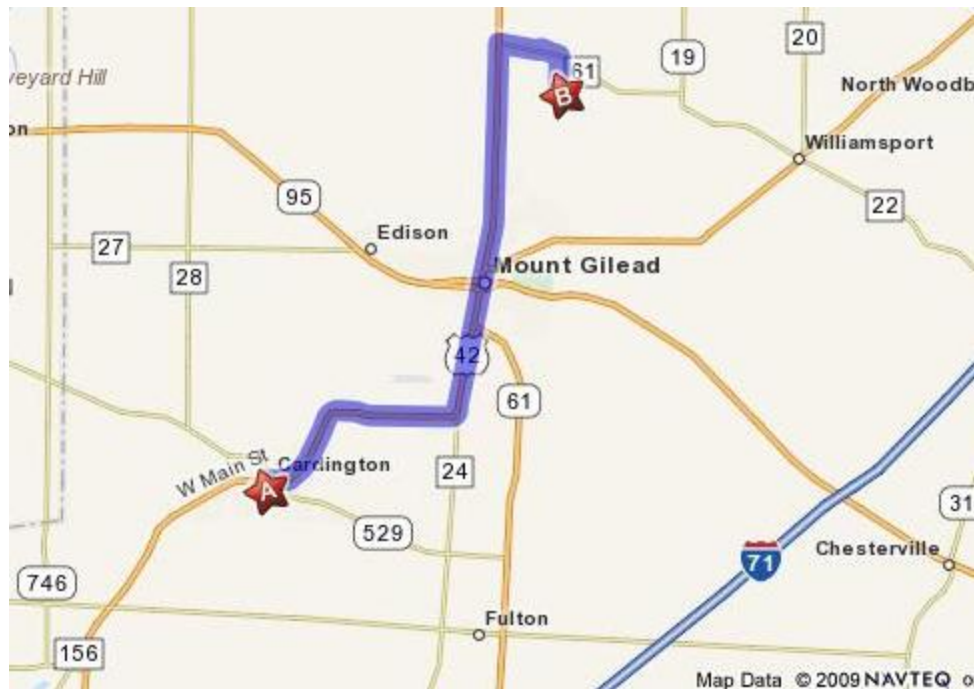 20
19
61
B
veyard Hill
North Woodb
on
Williamsport
95
22
Edison
27
Mount Gilead
28
42
61
Cardington
W Main St
24
A
31
529
Chesterville
71
746
Fulton
156
Map Data © 2009 NAVTEQ